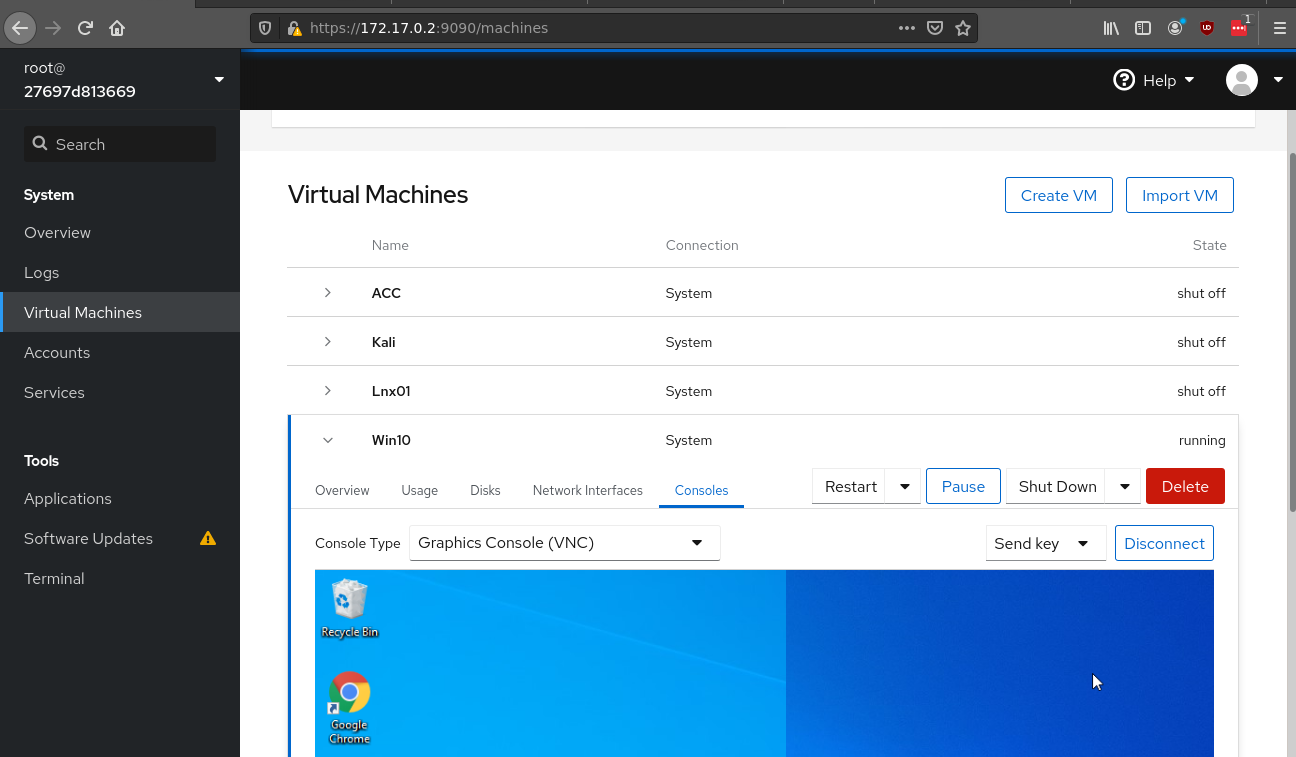 https://172.17.0.2:9090/machines
1
root@
27697d813669
Help
Search
System
Overview
Logs
Virtual Machines
Accounts
Services
Tools
Applications
Software Updates
Terminal
Virtual Machines
Create VM
Import VM
Name Connection State
ACC System shut off
Kali System shut off
Lnx01 System shut off
Win10 System running
Overview Usage Disks Network Interfaces Consoles Restart Pause Shut Down Delete
Console Type Graphics Console (VNC) Send key Disconnect
Recycle Bin
Google
Chrome